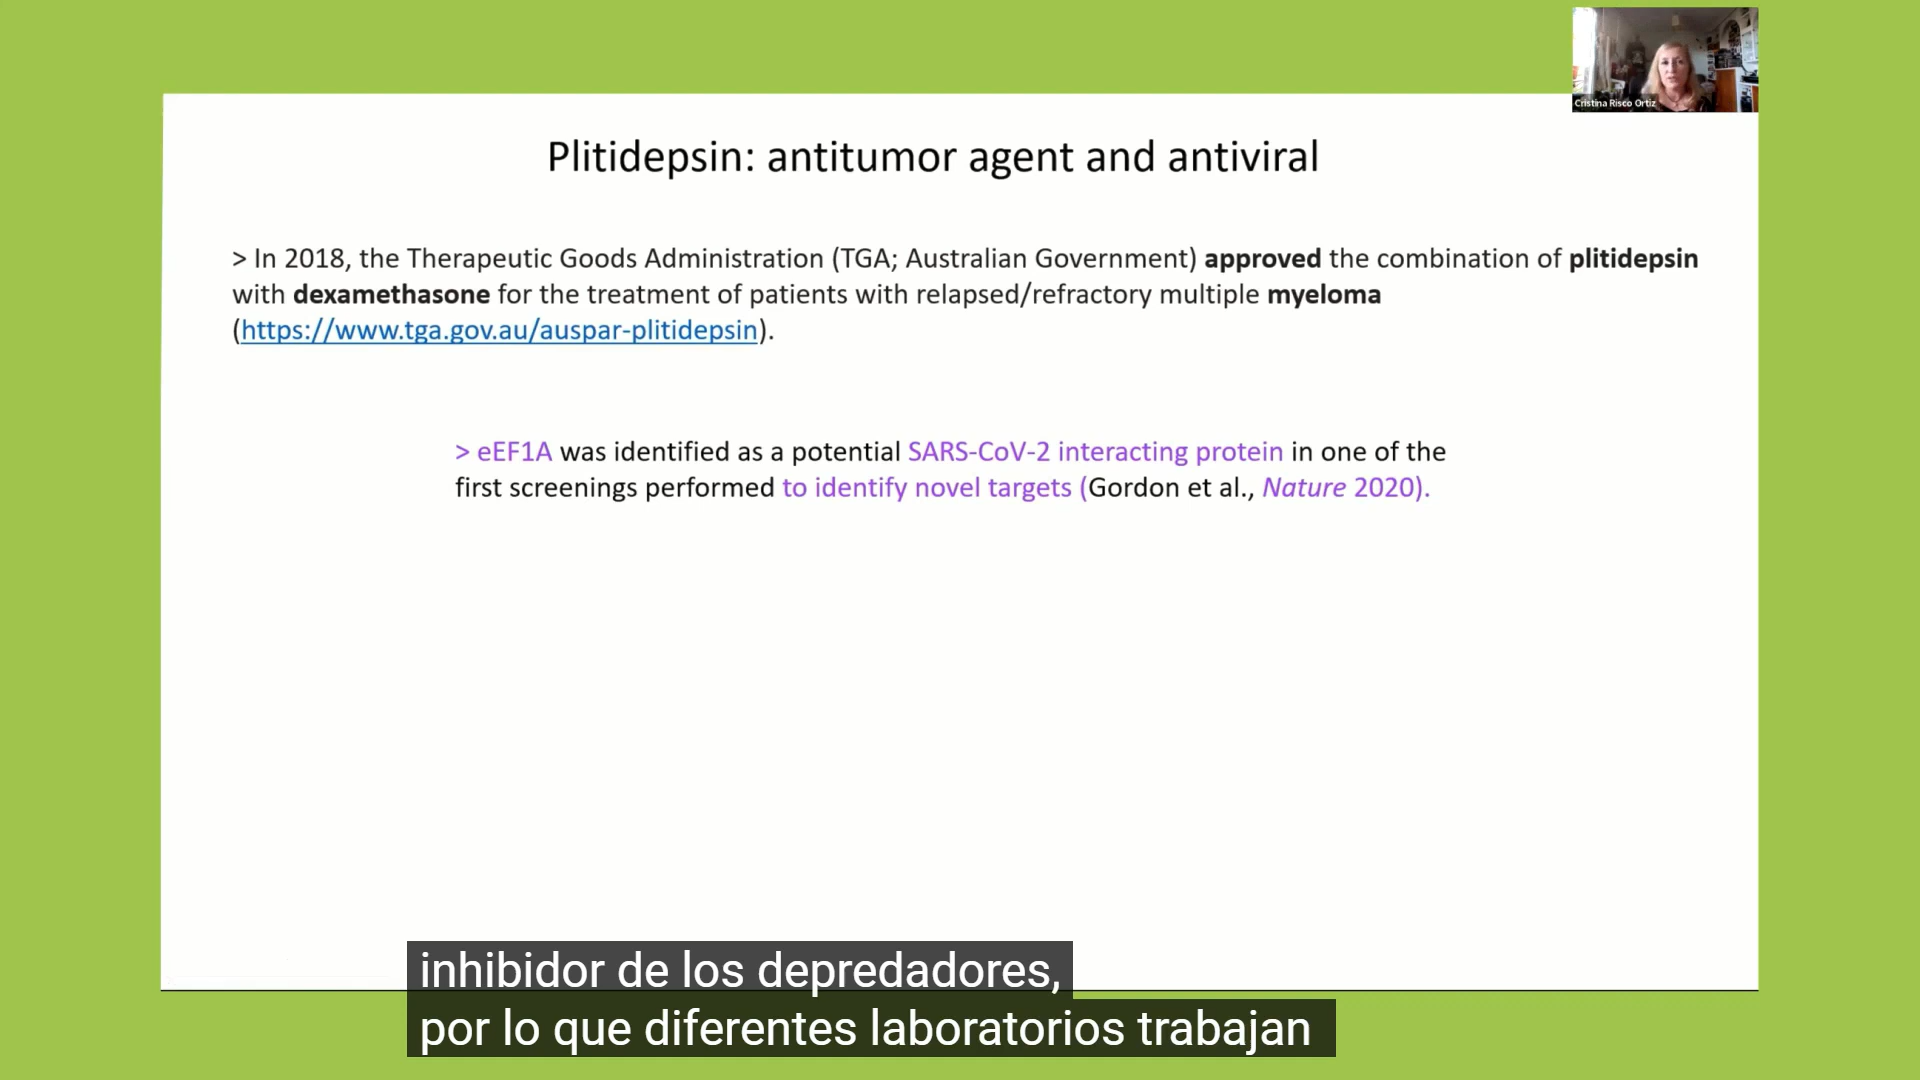 Cristina Risco Ortiz
Plitidepsin: antitumor agent and antiviral
> In 2018, the Therapeutic Goods Administration (TGA; Australian Government) approved the combination of plitidepsin
with dexamethasone for the treatment of patients with relapsed/refractory multiple myeloma
(https://www.tga.gov.au/auspar-plitidepsin).
> eEF1A was identified as a potential SARS-CoV-2 interacting protein in one of the
first screenings performed to identify novel targets (Gordon et al., Nature 2020).
inhibidor de los depredadores,
por lo que diferentes laboratorios trabajan